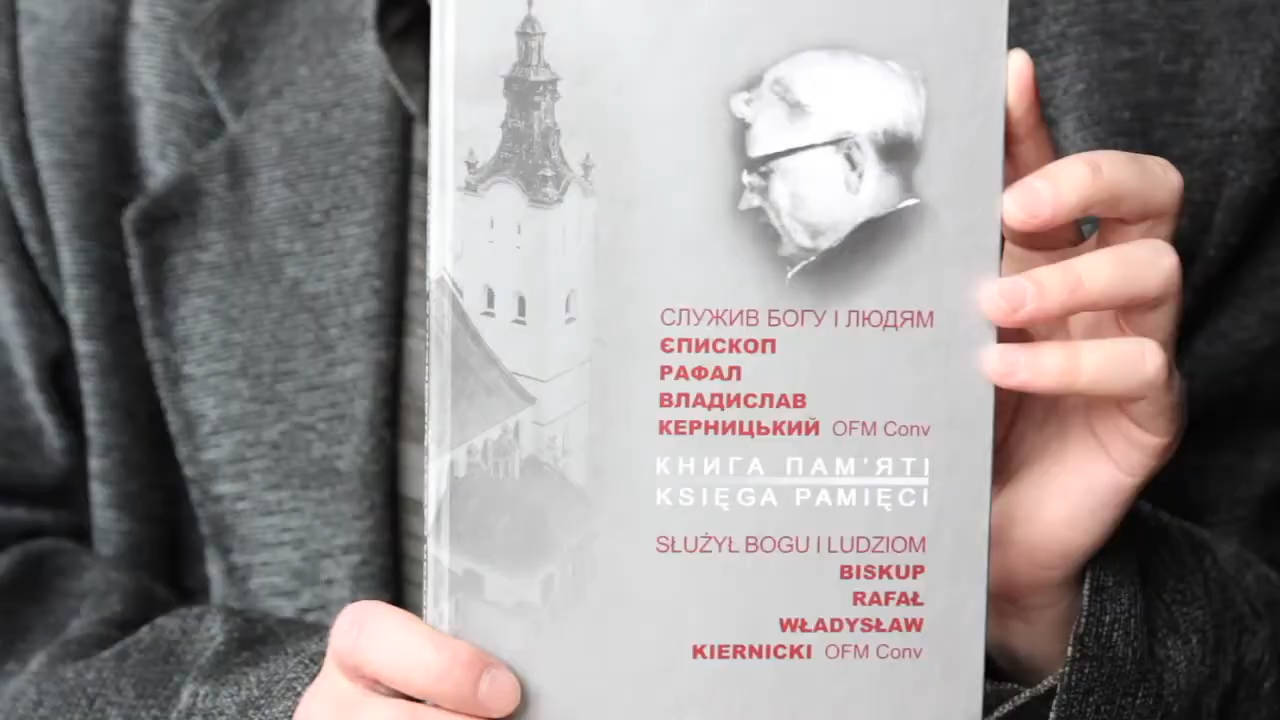 СЛУЖИВ БОГУ І ЛЮДЯМ
ЄПИСКОП
РАФАЛ
ВЛАДИСЛАВ
КЕРНИЦЬКИЙ OFM Conv
КНИГА ПАМ'ЯТІ
KSIĘGA PAMIĘCI
SŁUŻYŁ BOGU I LUDZIOM
BISKUP
RAFAŁ
WŁADYSŁAW
KIERNICKI OFM Conv